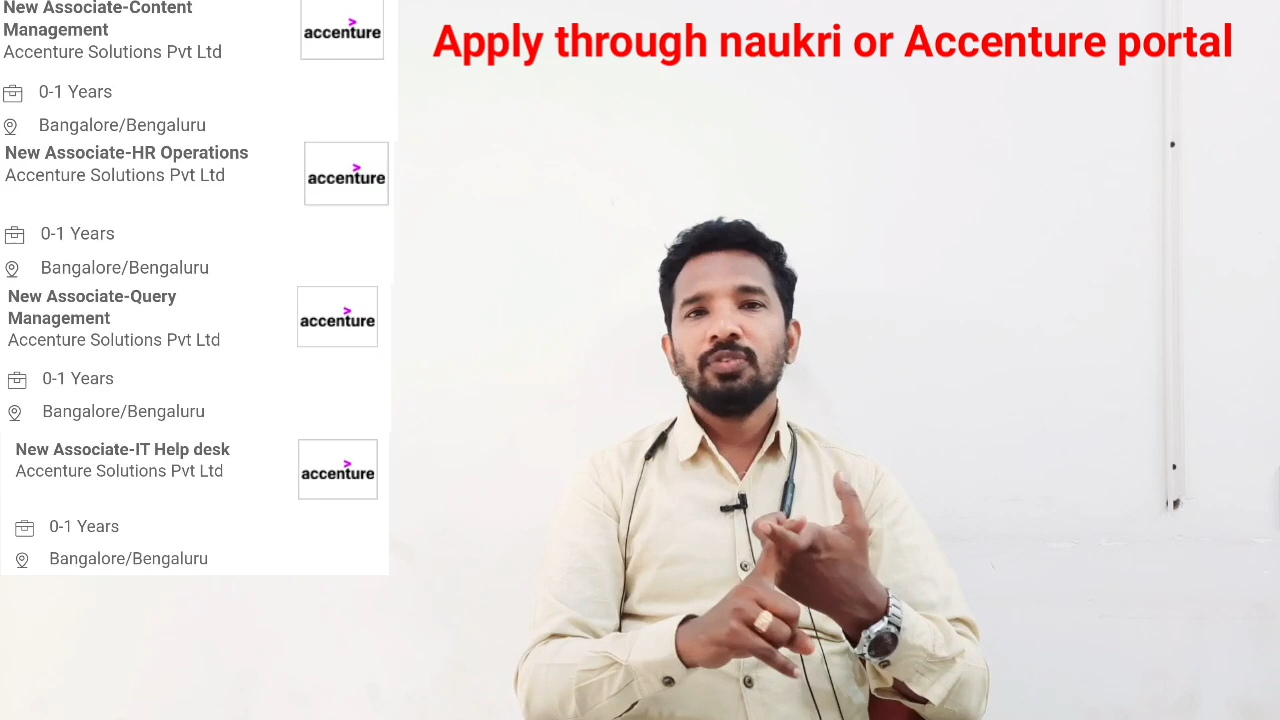 New Associate-Content
Management
Accenture Solutions Pvt Ltd
accenture
0-1 Years
Bangalore/Bengaluru
New Associate-HR Operations
Accenture Solutions Pvt Ltd
accenture
0-1 Years
Bangalore/Bengaluru
New Associate-Query
Management
Accenture Solutions Pvt Ltd
accenture
0-1 Years
Bangalore/Bengaluru
New Associate-IT Help desk
Accenture Solutions Pvt Ltd
accenture
0-1 Years
Bangalore/Bengaluru
Apply through naukri or Accenture portal